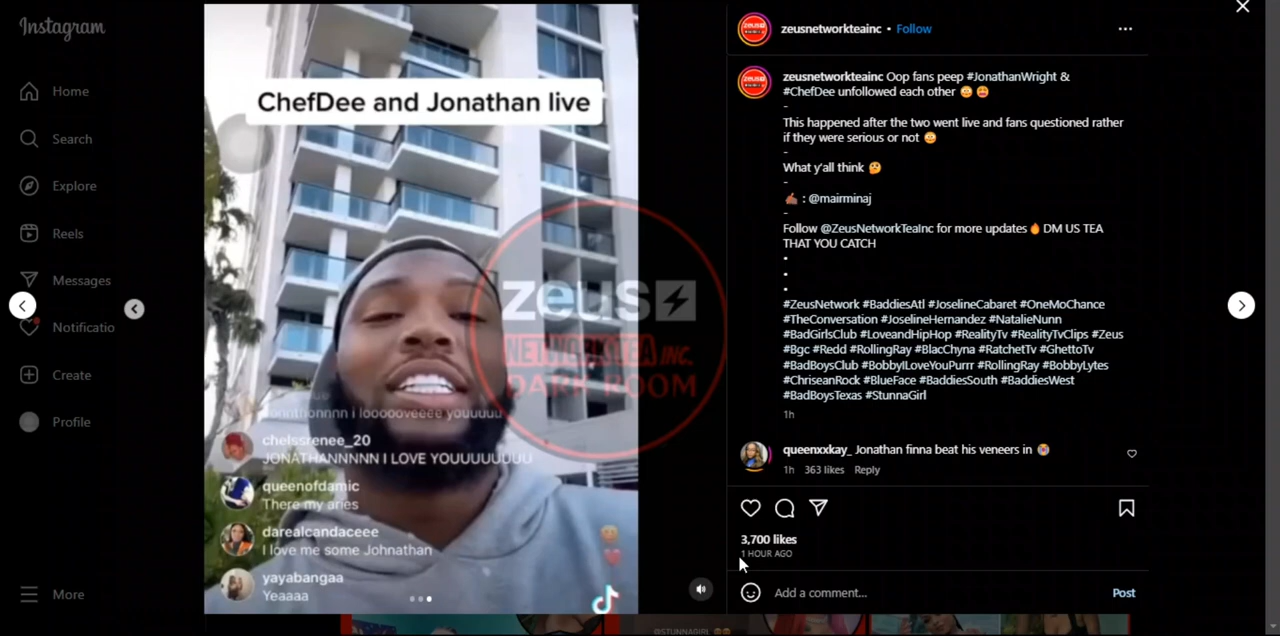 Instagram
Home
Search
Explore
Reels
Messages
Notificatio
Create
Profile
More
ChefDee and Jonathan live
zeus
NETWORKTEA INC.
DARK ROOM
i looooveeee youuuuu
chelssrenee_20
JONATHANNNNN I LOVE YOUUUUUUUU
queenofdamic
There my aries
darealcandaceee
I love me some Johnathan
yayabangaa
Yeaaaa
@STUNNAGIRL
zeusnetworkteainc • Follow
zeusnetworkteainc Oop fans peep #JonathanWright &
#ChefDee unfollowed each other 😳 🤩
-
This happened after the two went live and fans questioned rather
if they were serious or not 😳
-
What y'all think 🤔
-
✍🏾 : @mairminaj
-
Follow @ZeusNetworkTeaInc for more updates🔥DM US TEA
THAT YOU CATCH
•
•
•
#ZeusNetwork #BaddiesAtl #JoselineCabaret #OneMoChance
#TheConversation #JoselineHernandez #NatalieNunn
#BadGirlsClub #LoveandHipHop #RealityTv #RealityTvClips #Zeus
#Bgc #Redd #RollingRay #BlacChyna #RatchetTv #GhettoTv
#BadBoysClub #BobbyILoveYouPurrr #RollingRay #BobbyLytes
#ChriseanRock #BlueFace #BaddiesSouth #BaddiesWest
#BadBoysTexas #StunnaGirl
1h
queenxxkay_ Jonathan finna beat his veneers in 😭
1h 363 likes Reply
3,700 likes
1 HOUR AGO
Add a comment...
Post